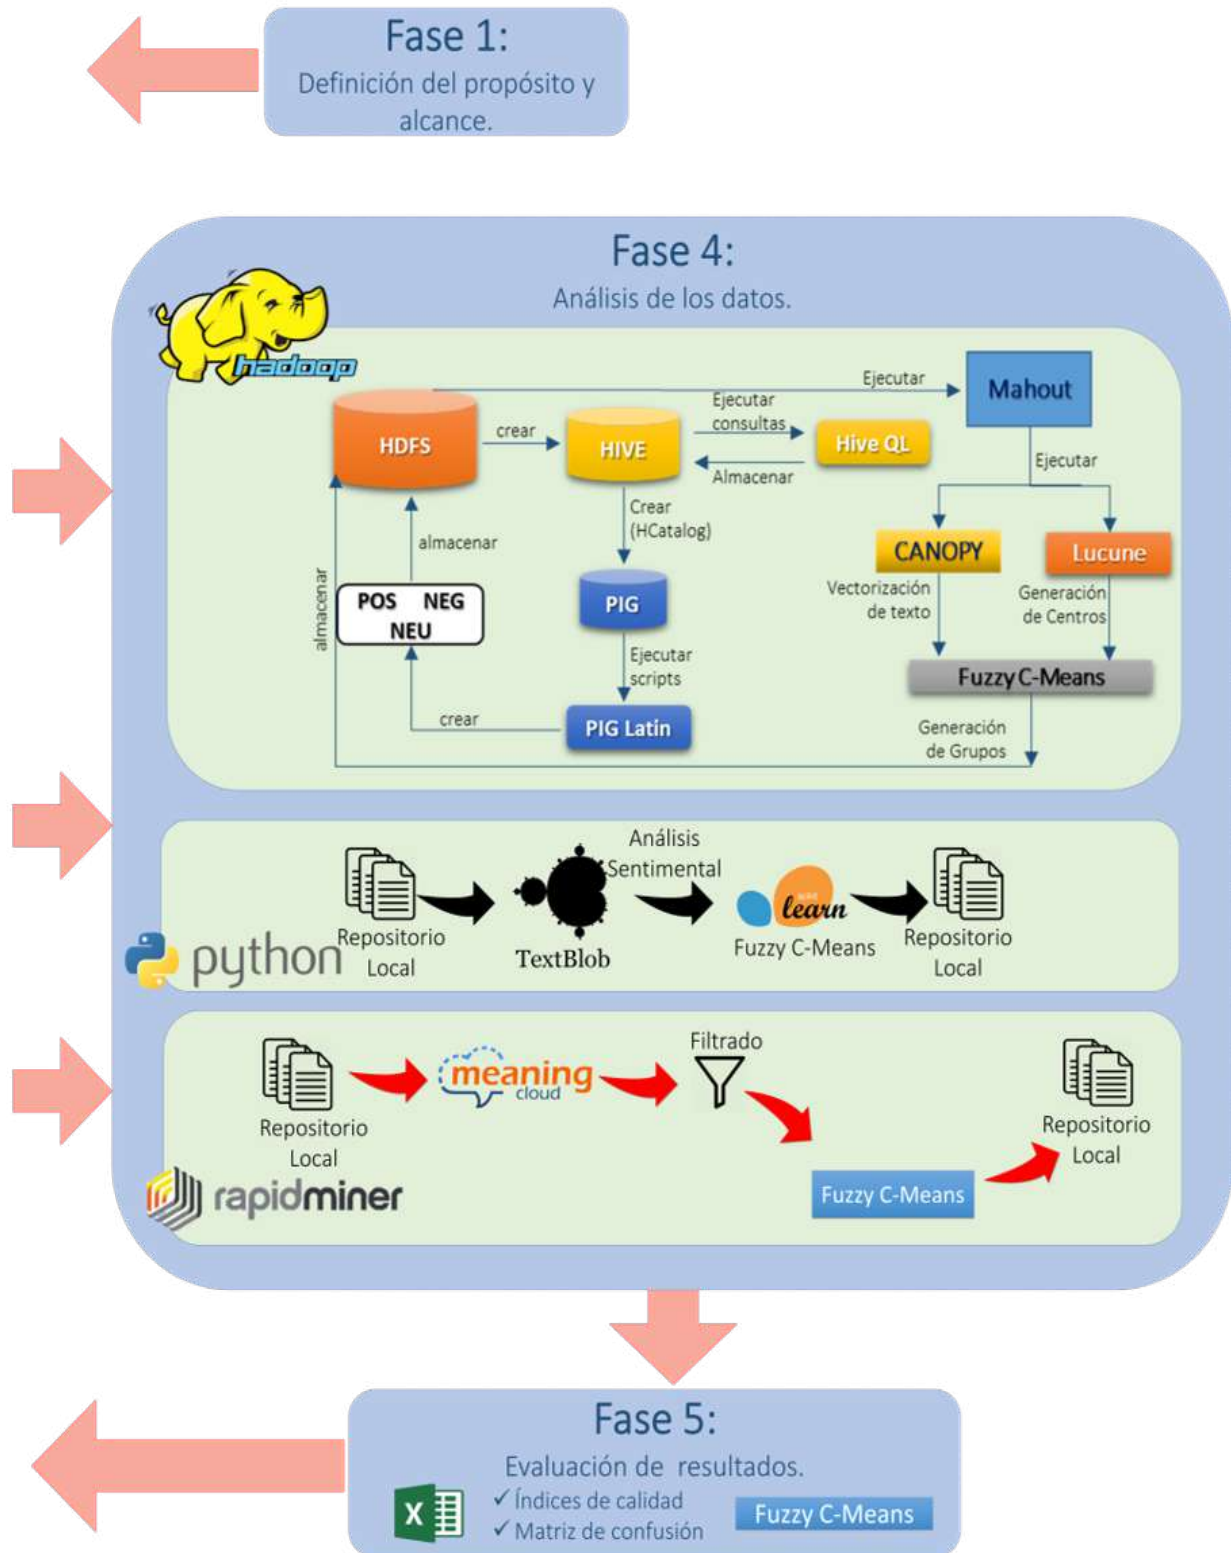 Fase 1:
Definición del propósito y
alcance.
Fase 4:
Análisis de los datos.
hadoop
Ejecutar
Mahout
HDFS
crear
HIVE
Ejecutar
consultas
Almacenar
Hive QL
Ejecutar
Crear
(HCatalog)
almacenar
almacenar
CANOPY
Lucune
Vectorización
de texto
Generación
de Centros
POS NEG
NEU
PIG
Ejecutar
scripts
Fuzzy C-Means
crear
PIG Latin
Generación
de Grupos
python
Repositorio
Local
TextBlob
Análisis
Sentimental
learn
Fuzzy C-Means
Repositorio
Local
Repositorio
Local
meaning
cloud
Filtrado
Fuzzy C-Means
Repositorio
Local
rapidminer
Fase 5:
Evaluación de resultados.
✓ Índices de calidad
✓ Matriz de confusión
X
Fuzzy C-Means